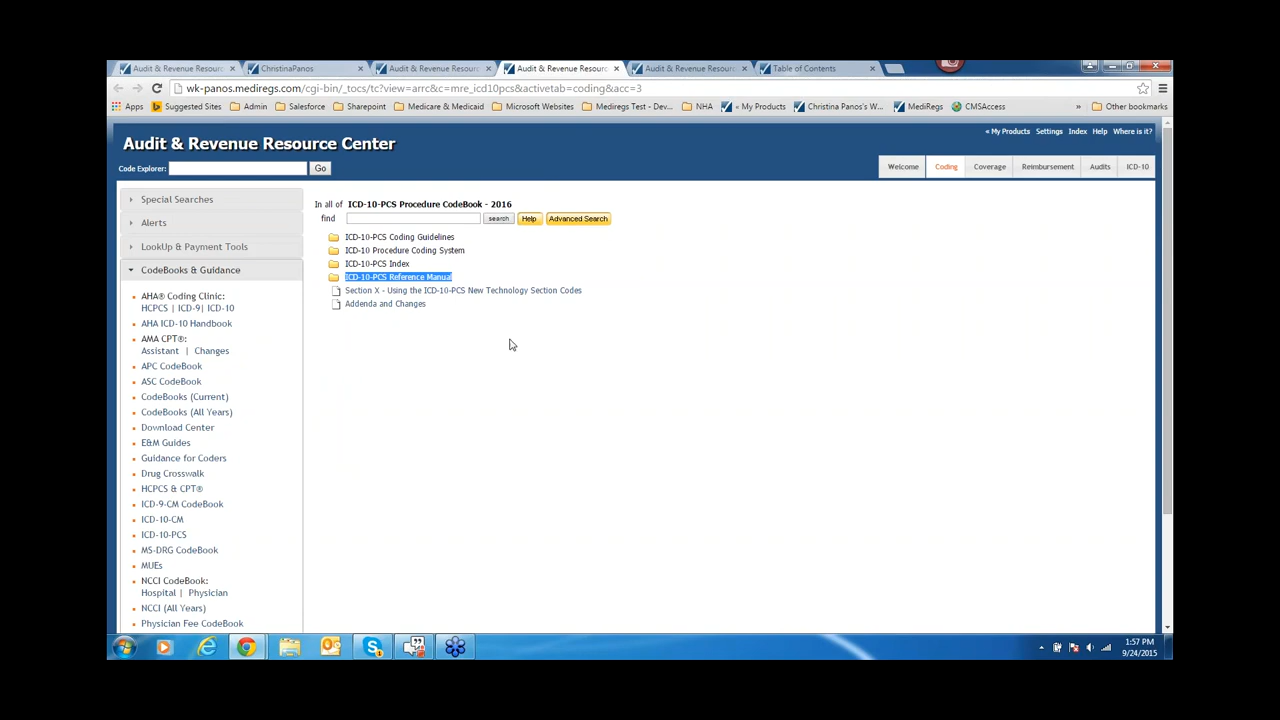 Audit & Revenue Resourc
ChristinaPanos
Audit & Revenue Resourc
Audit & Revenue Resourc
Audit & Revenue Resourc
Table of Contents
wk-panos.mediregs.com/cgi-bin/_tocs/tc?view=arrc&c=mre_icd10pcs&activetab=coding&acc=3
Apps Suggested Sites Admin Salesforce Sharepoint Medicare & Medicaid Microsoft Websites Mediregs Test - Dev... NHA « My Products Christina Panos's W... MediRegs CMSAccess » Other bookmarks
« My Products Settings Index Help Where is it?
Audit & Revenue Resource Center
Code Explorer: Go
Welcome Coding Coverage Reimbursement Audits ICD-10
Special Searches
Alerts
LookUp & Payment Tools
CodeBooks & Guidance
AHA® Coding Clinic:
HCPCS | ICD-9| ICD-10
AHA ICD-10 Handbook
AMA CPT®:
Assistant | Changes
APC CodeBook
ASC CodeBook
CodeBooks (Current)
CodeBooks (All Years)
Download Center
E&M Guides
Guidance for Coders
Drug Crosswalk
HCPCS & CPT®
ICD-9-CM CodeBook
ICD-10-CM
ICD-10-PCS
MS-DRG CodeBook
MUEs
NCCI CodeBook:
Hospital | Physician
NCCI (All Years)
Physician Fee CodeBook
In all of ICD-10-PCS Procedure CodeBook - 2016
find search Help Advanced Search
ICD-10-PCS Coding Guidelines
ICD-10 Procedure Coding System
ICD-10-PCS Index
ICD-10-PCS Reference Manual
Section X - Using the ICD-10-PCS New Technology Section Codes
Addenda and Changes
1:57 PM
9/24/2015